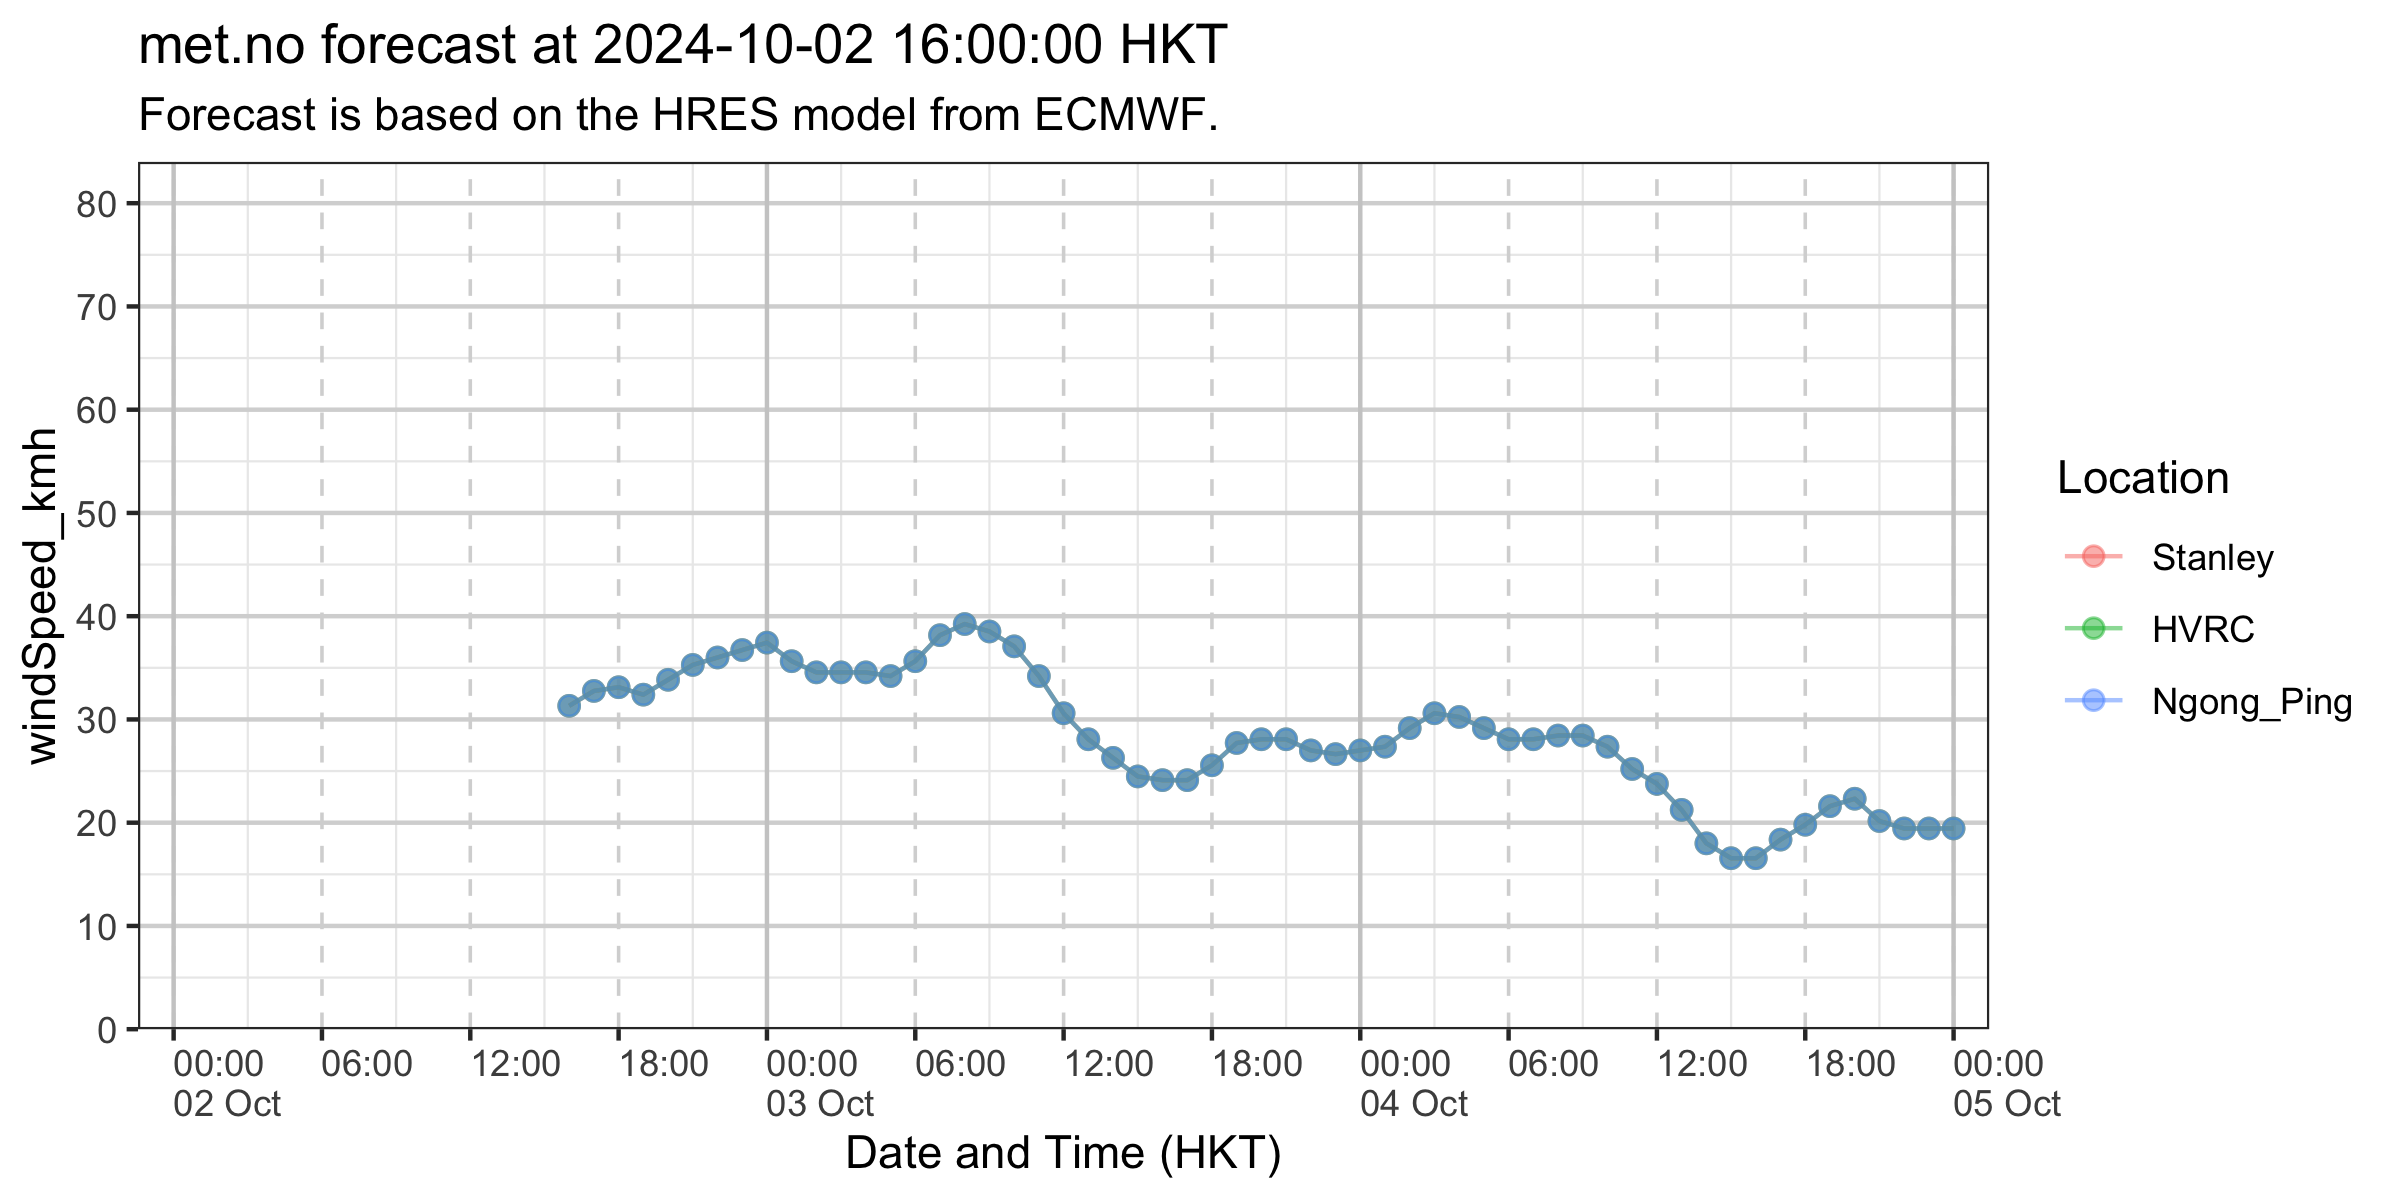 met.no forecast at 2024-10-02 16:00:00 HKT
Forecast is based on the HRES model from ECMWF.
windSpeed_kmh
80
70
60
50
40
30
20
10
0
00:00 06:00 12:00 18:00 00:00 06:00 12:00 18:00 00:00 06:00 12:00 18:00 00:00
02 Oct 03 Oct 04 Oct 05 Oct
Date and Time (HKT)
Location
Stanley
HVRC
Ngong_Ping